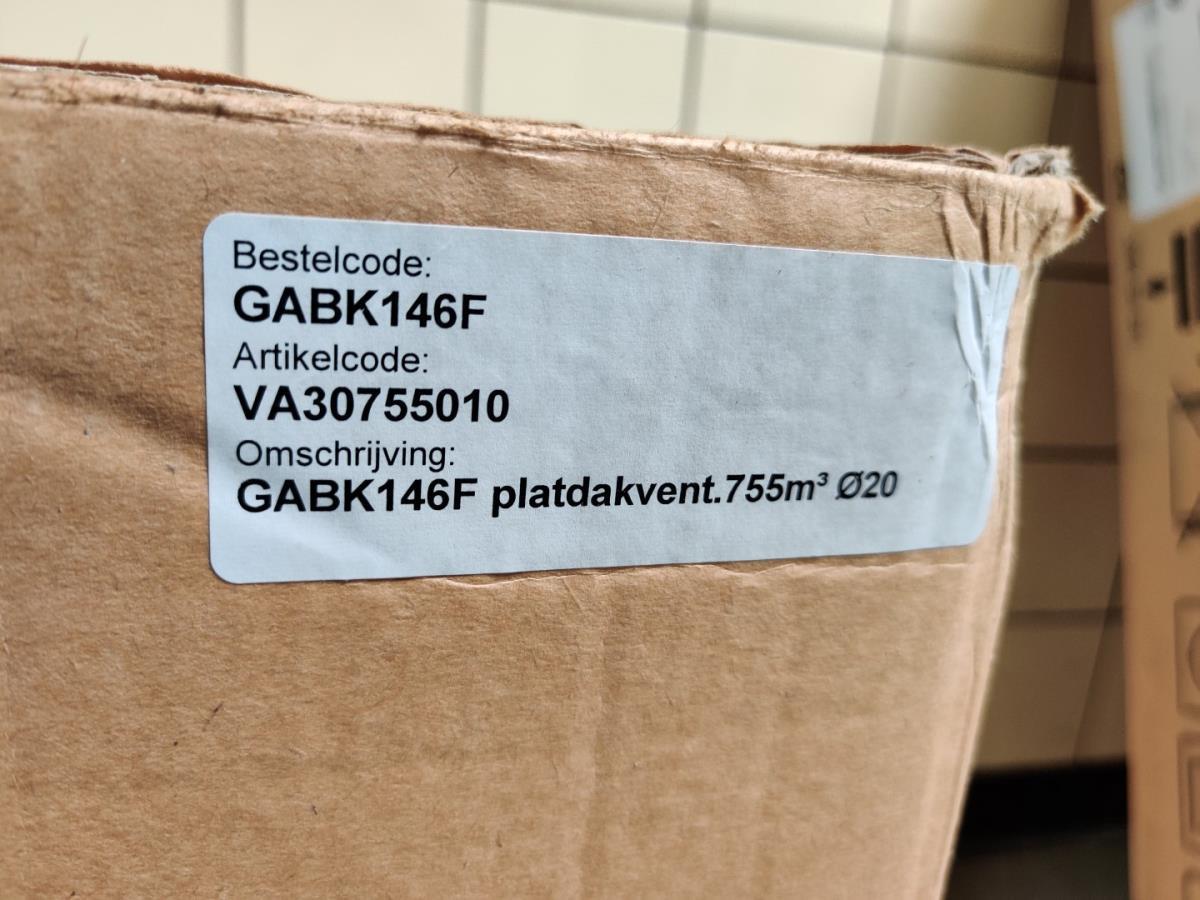 Bestelcode:
GABK146F
Artikelcode:
VA30755010
Omschrijving:
GABK146F platdakvent.755m³ Ø20